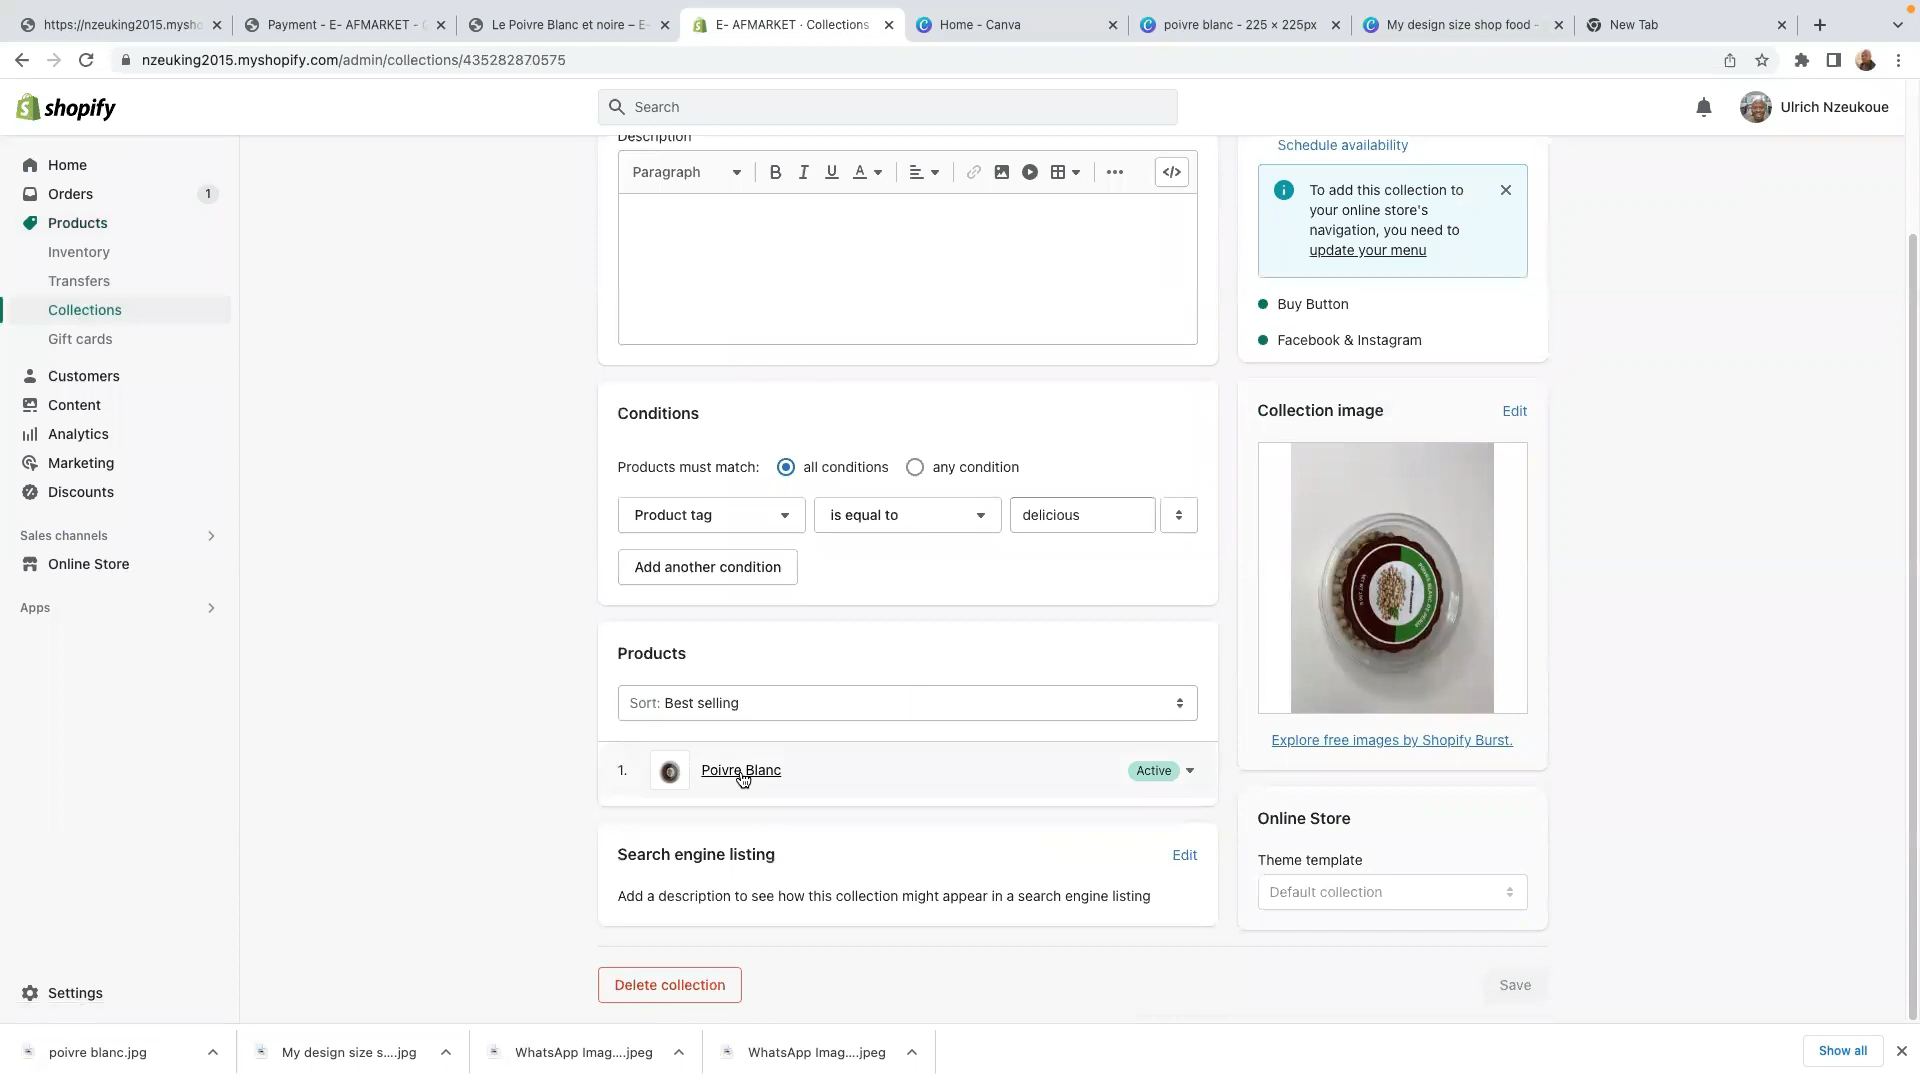 https://nzeuking2015.mysho
Payment - E- AFMARKET -
Le Poivre Blanc et noire – E-
E- AFMARKET · Collections
Home - Canva
poivre blanc - 225 × 225px
My design size shop food -
New Tab
nzeuking2015.myshopify.com/admin/collections/435282870575
shopify
Search
Ulrich Nzeukoue
Home
Orders
1
Products
Inventory
Transfers
Collections
Gift cards
Customers
Content
Analytics
Marketing
Discounts
Sales channels
Online Store
Apps
Settings
Description
Paragraph
B I U A
</>
Conditions
Products must match:
all conditions
any condition
Product tag
is equal to
delicious
Add another condition
Products
Sort: Best selling
1.
Poivre Blanc
Active
Search engine listing
Edit
Add a description to see how this collection might appear in a search engine listing
Delete collection
Save
Schedule availability
To add this collection to
your online store's
navigation, you need to
update your menu
Buy Button
Facebook & Instagram
Collection image
Edit
Explore free images by Shopify Burst.
Online Store
Theme template
Default collection
poivre blanc.jpg
My design size s....jpg
WhatsApp Imag....jpeg
WhatsApp Imag....jpeg
Show all